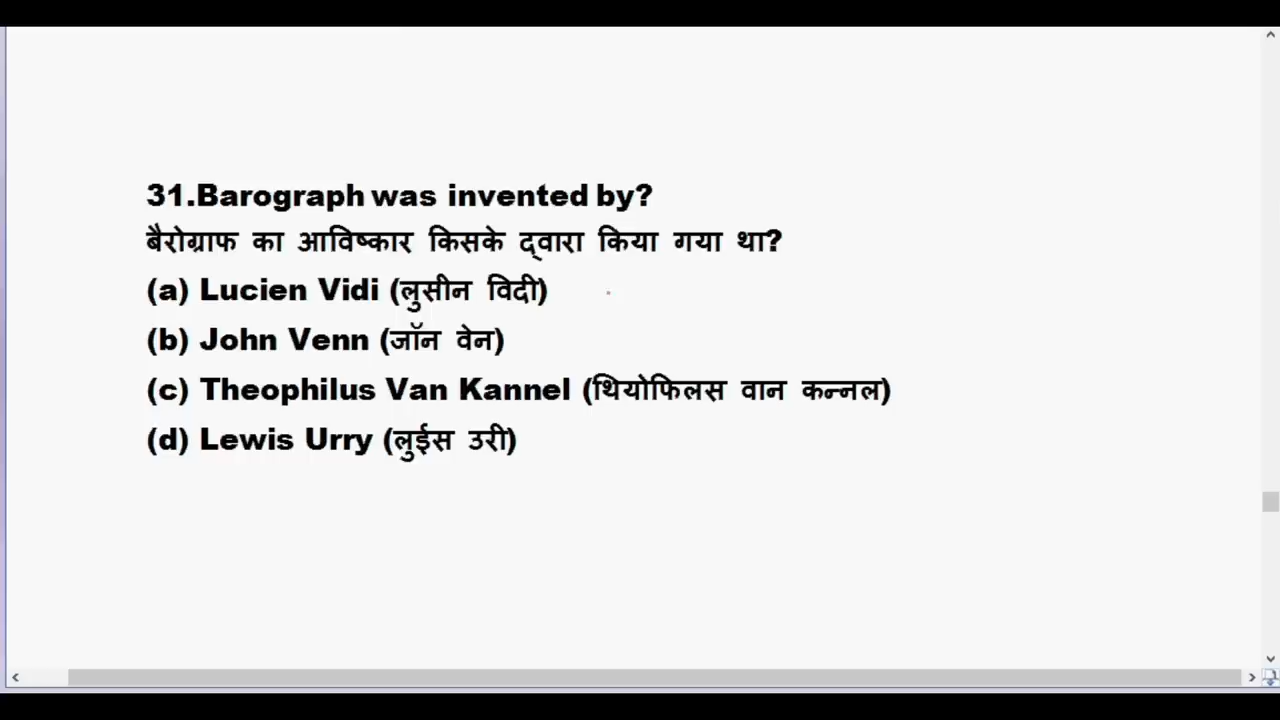 31.Barograph was invented by?
बैरोग्राफ का आविष्कार किसके द्वारा किया गया था?
(a) Lucien Vidi (लुसीन विदी)
(b) John Venn (जॉन वेन)
(c) Theophilus Van Kannel (थियोफिलस वान कन्नल)
(d) Lewis Urry (लुईस उरी)